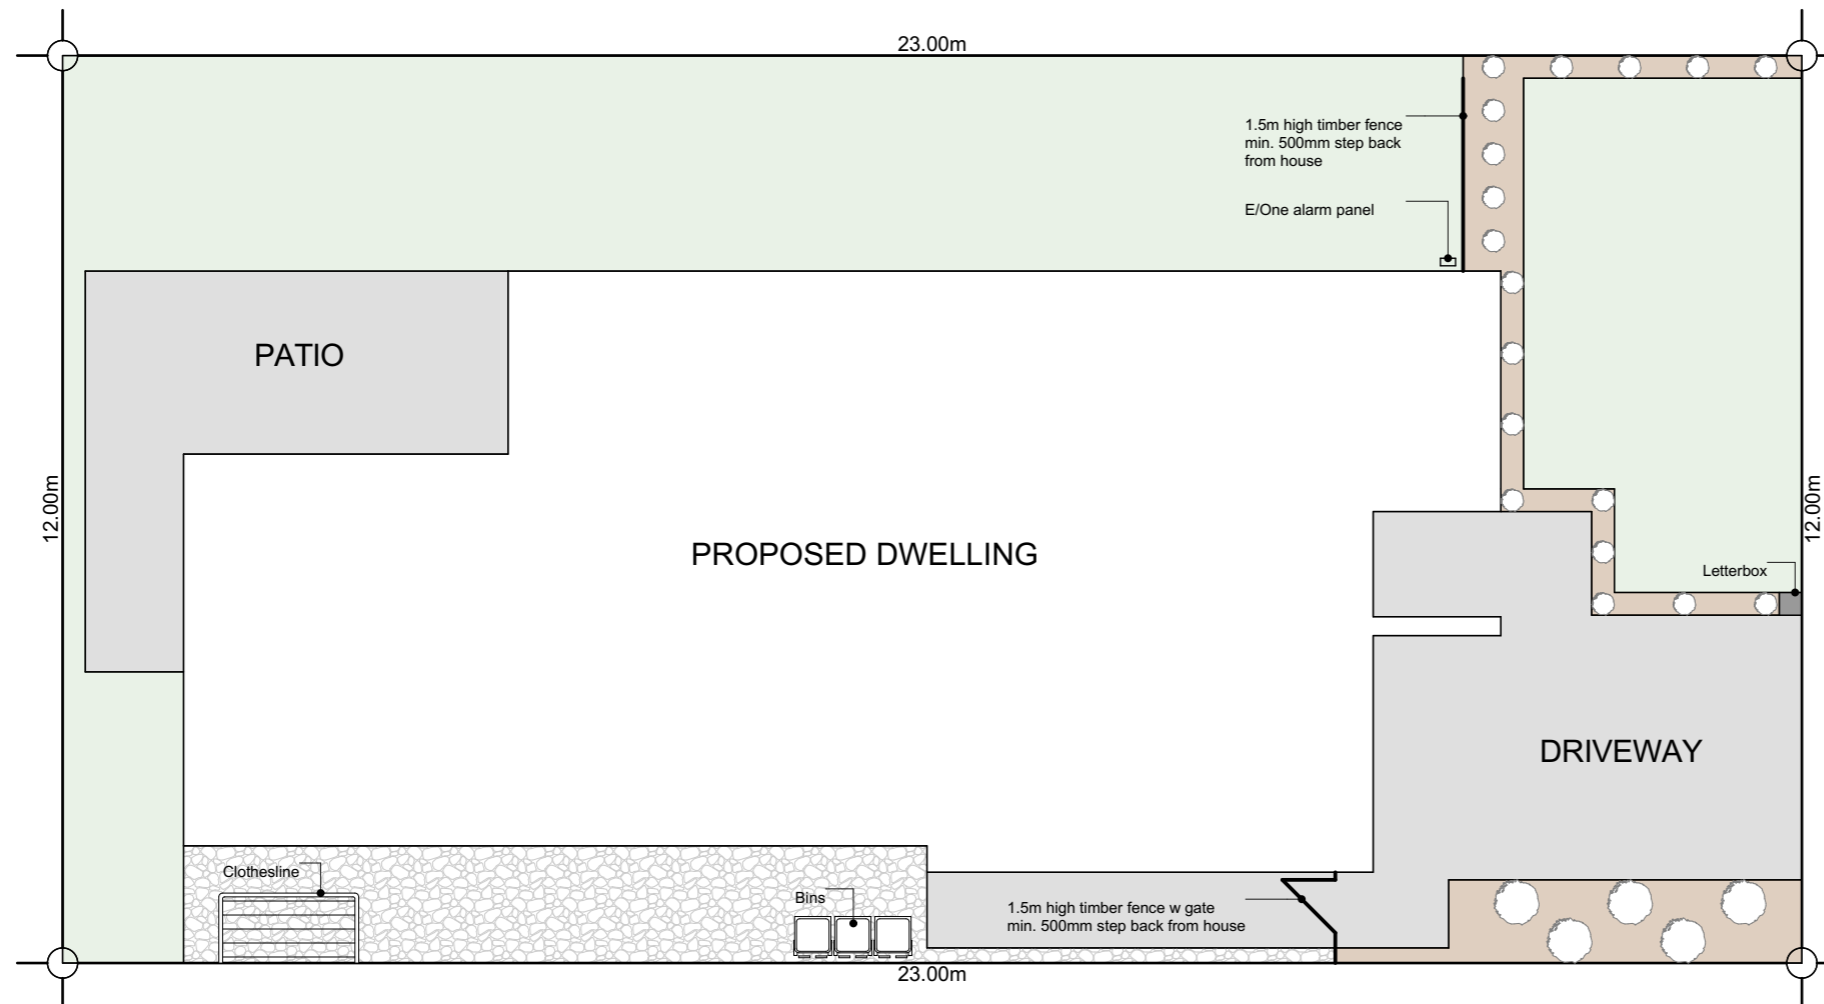 23.00m
1.5m high timber fence
min. 500mm step back
from house
E/One alarm panel
PATIO
12.00m
12.00m
PROPOSED DWELLING
Letterbox
DRIVEWAY
Clothesline
Bins
1.5m high timber fence w gate
min. 500mm step back from house
23.00m